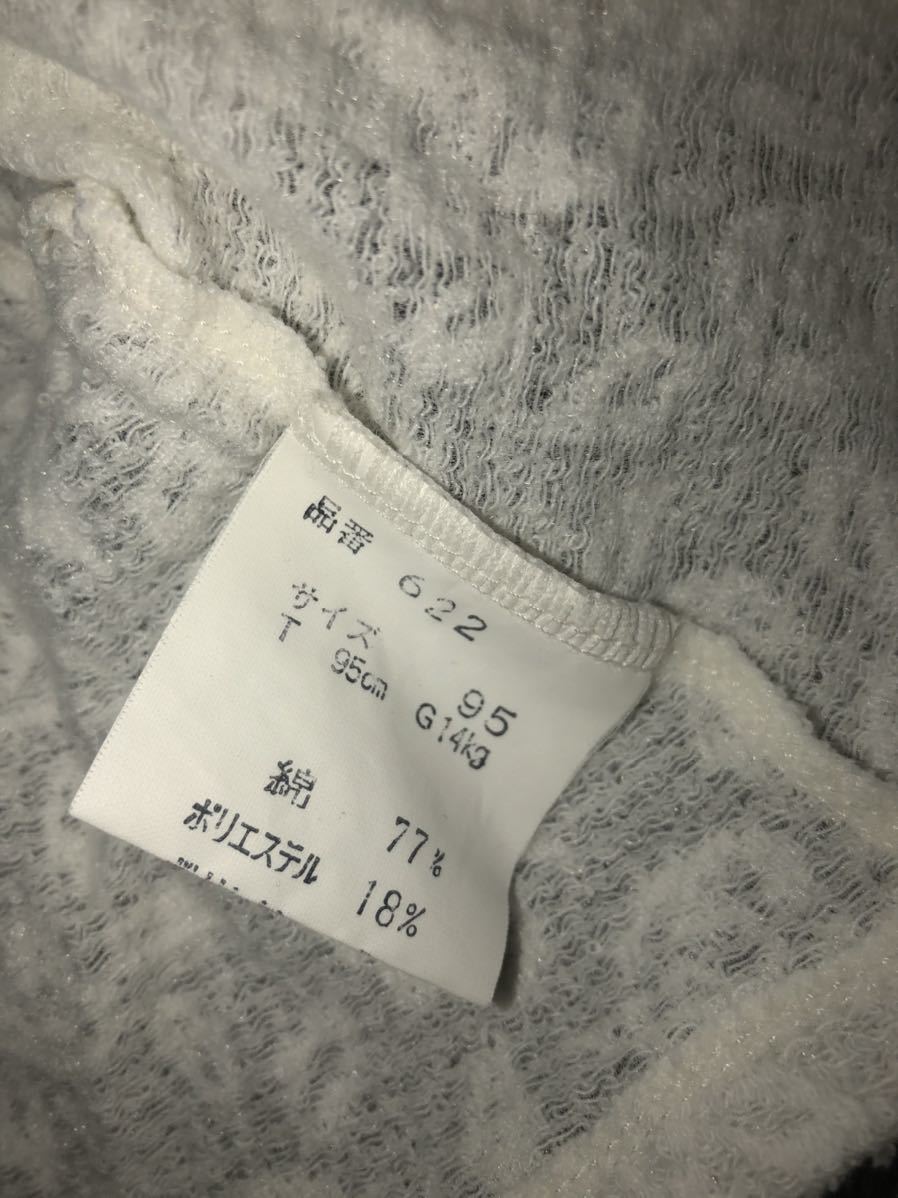 品番 622
サイズ 95
T 95cm G14kg
綿 77%
ポリエステル 18%